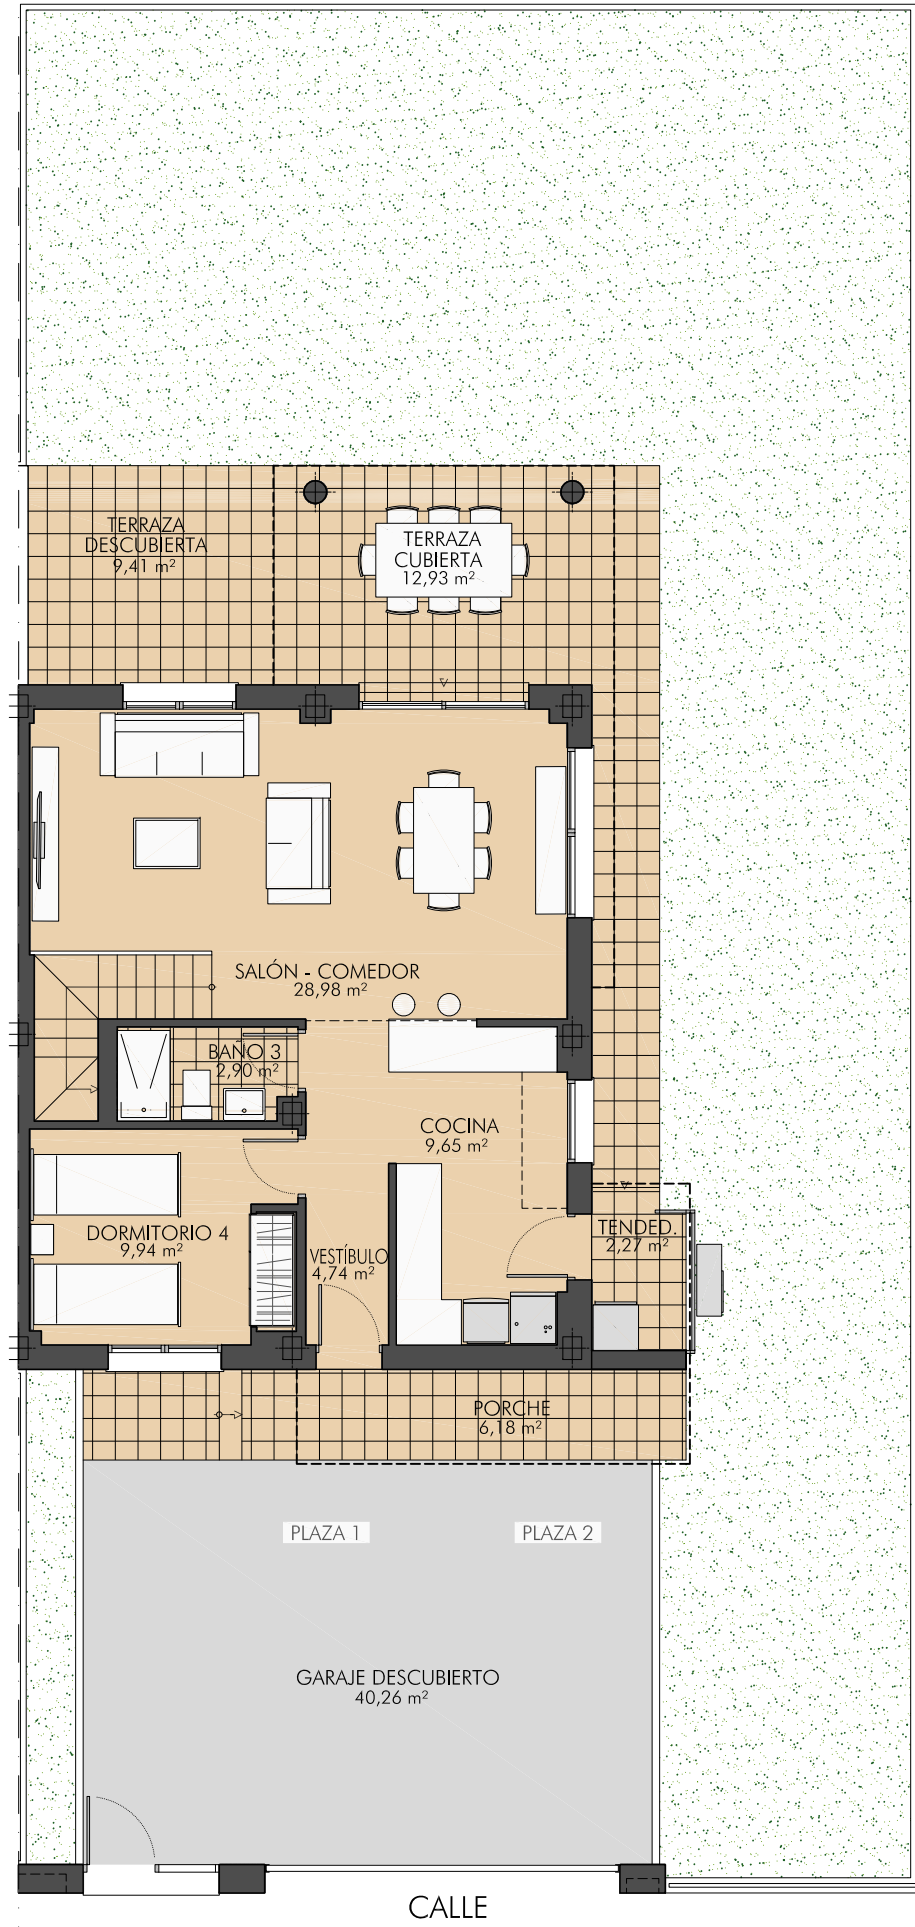 TERRAZA
DESCUBIERTA
9,41 m²
TERRAZA
CUBIERTA
12,93 m²
SALÓN - COMEDOR
28,98 m²
BAÑO 3
2,90 m²
COCINA
9,65 m²
DORMITORIO 4
9,94 m²
VESTÍBULO
4,74 m²
TENDED.
2,27 m²
PORCHE
6,18 m²
PLAZA 1
PLAZA 2
GARAJE DESCUBIERTO
40,26 m²
CALLE